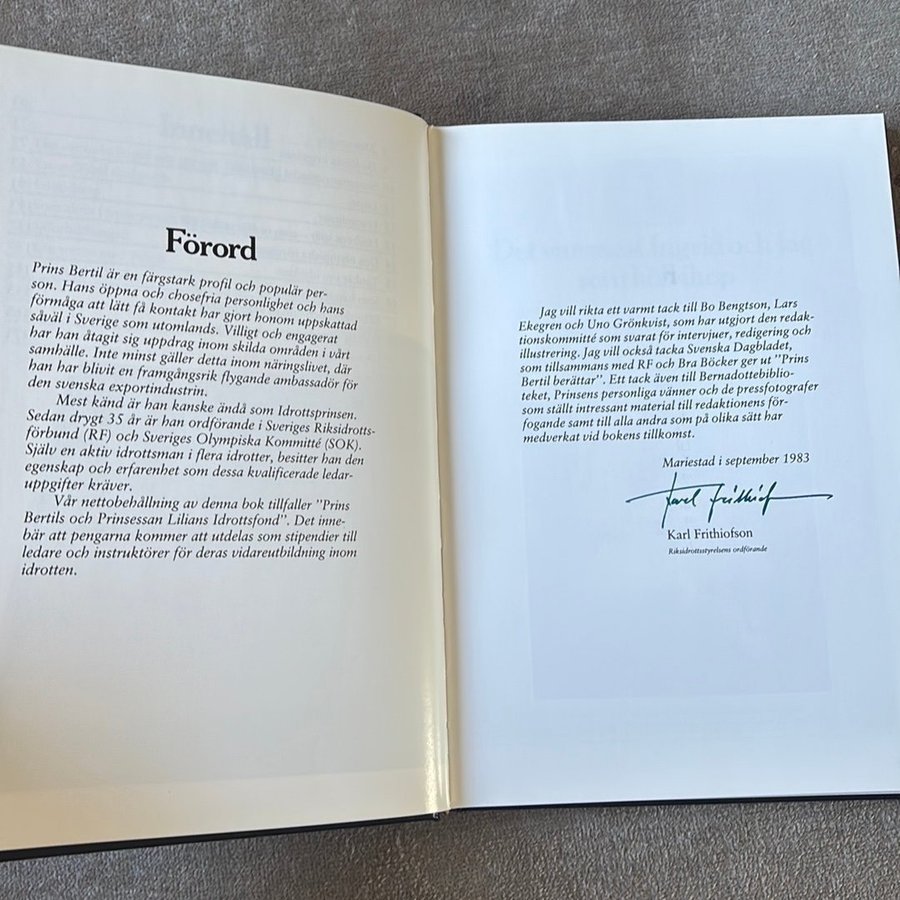 Förord
Prins Bertil är en färgstark profil och populär per-
son. Hans öppna och chosefria personlighet och hans
förmåga att lätt få kontakt har gjort honom uppskattad
såväl i Sverige som utomlands. Villigt och engagerat
har han åtagit sig uppdrag inom skilda områden i vårt
samhälle. Inte minst gäller detta inom näringslivet, där
han har blivit en framgångsrik flygande ambassadör för
den svenska exportindustrin.
Mest känd är han kanske ändå som Idrottsprinsen.
Sedan drygt 35 år är han ordförande i Sveriges Riksidrotts-
förbund (RF) och Sveriges Olympiska Kommitté (SOK).
Själv en aktiv idrottsman i flera idrotter, besitter han den
egenskap och erfarenhet som dessa kvalificerade ledar-
uppgifter kräver.
Vår nettobehållning av denna bok tillfaller "Prins
Bertils och Prinsessan Lilians Idrottsfond". Det inne-
bär att pengarna kommer att utdelas som stipendier till
ledare och instruktörer för deras vidareutbildning inom
idrotten.
Jag vill rikta ett varmt tack till Bo Bengtson, Lars
Ekegren och Uno Grönkvist, som har utgjort den redak-
tionskommitté som svarat för intervjuer, redigering och
illustrering. Jag vill också tacka Svenska Dagbladet,
som tillsammans med RF och Bra Böcker ger ut "Prins
Bertil berättar". Ett tack även till Bernadottebiblio-
teket, Prinsens personliga vänner och de pressfotografer
som ställt intressant material till redaktionens för-
fogande samt till alla andra som på olika sätt har
medverkat vid bokens tillkomst.
Mariestad i september 1983
Karl Frithiof
Karl Frithiofson
Riksidrottsstyrelsens ordförande